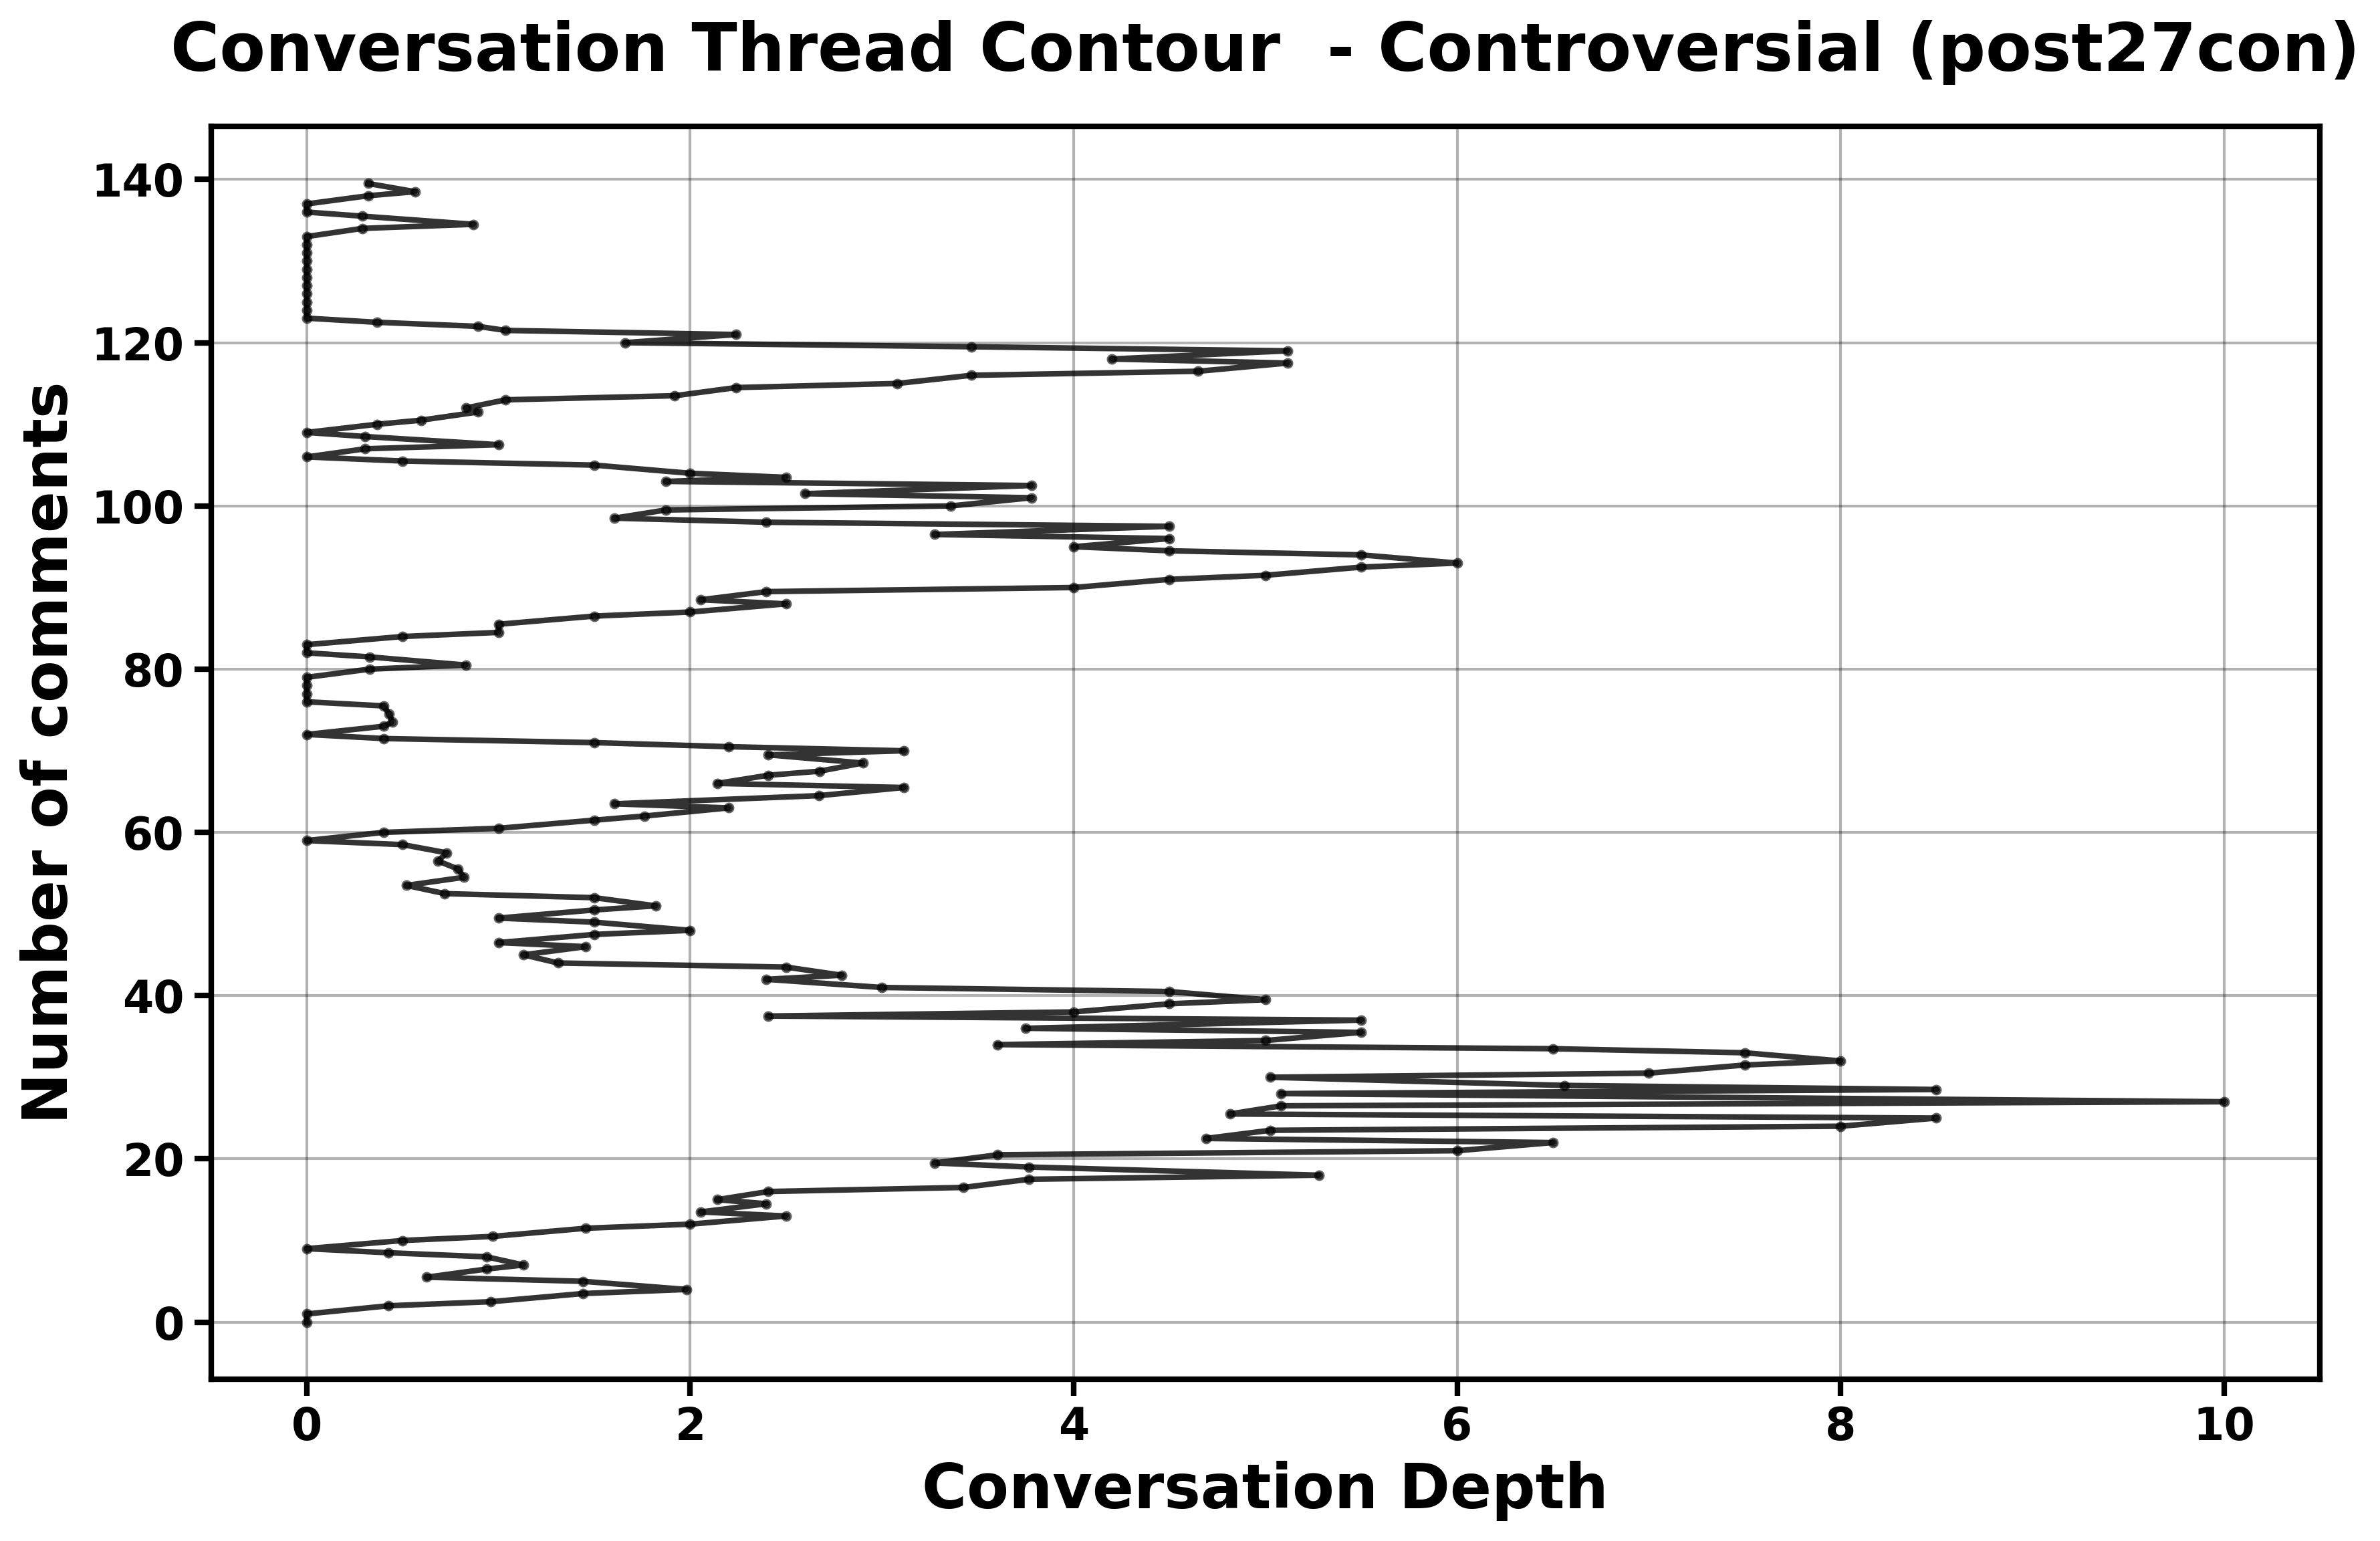 Conversation Thread Contour  - Controversial (post27con)
Number of comments
140
120
100
80
60
40
20
0
0 2 4 6 8 10
Conversation Depth